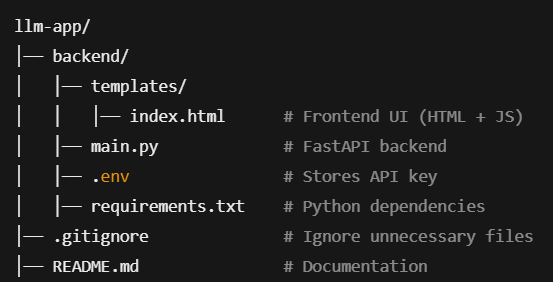 llm-app/
│── backend/
│   ├── templates/
│   │   │── index.html      # Frontend UI (HTML + JS)
│   ├── main.py             # FastAPI backend
│   ├── .env                # Stores API key
│   ├── requirements.txt    # Python dependencies
│── .gitignore              # Ignore unnecessary files
│── README.md               # Documentation